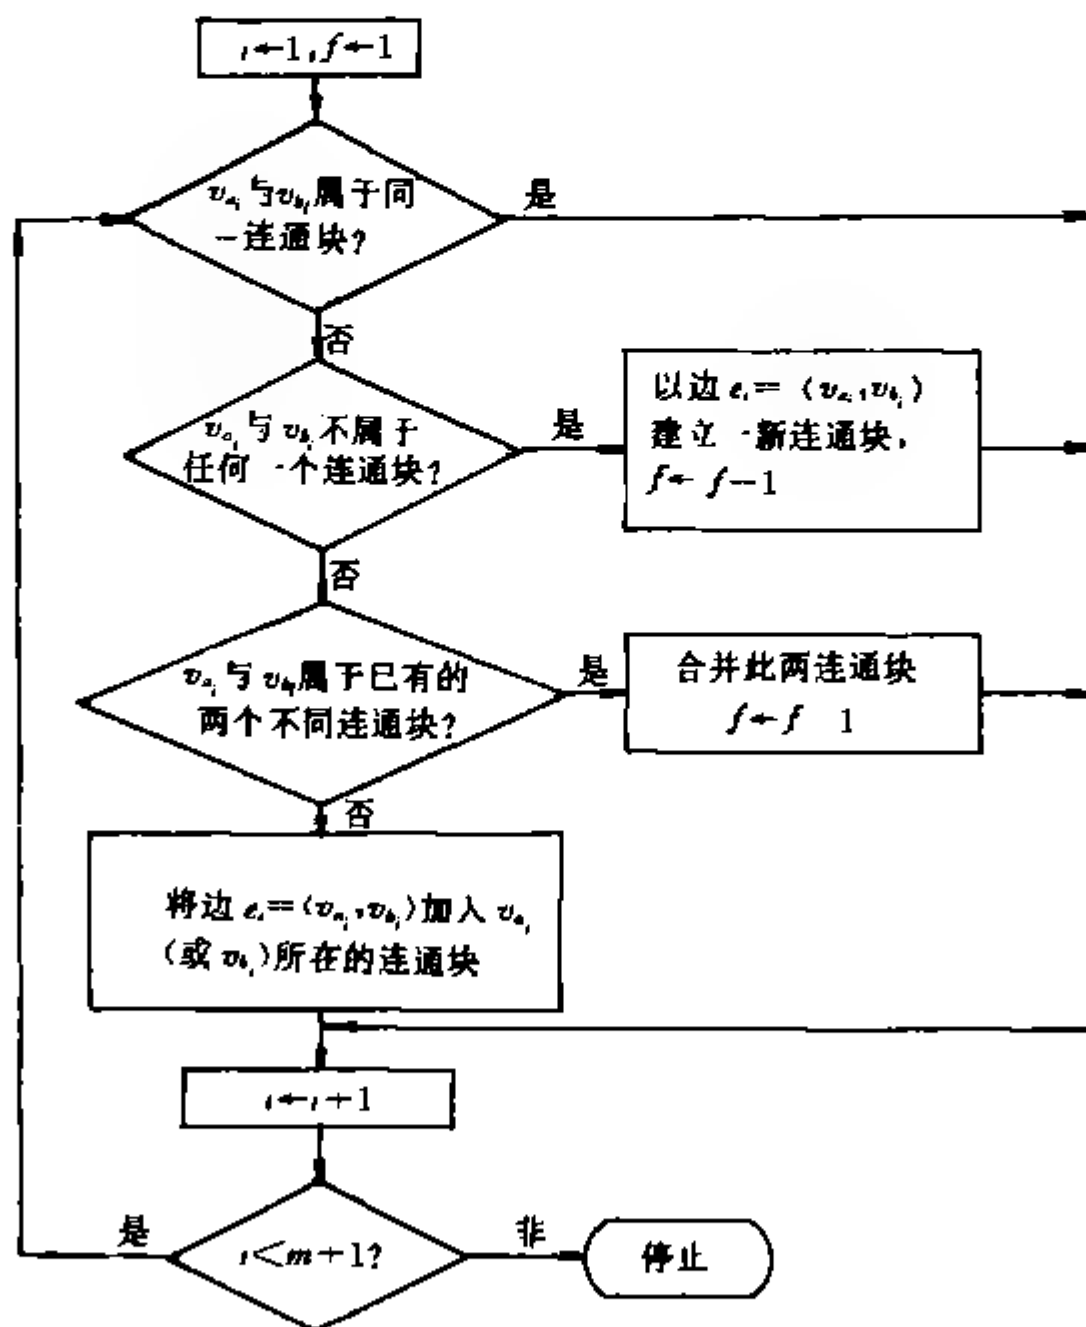 i←1,f←1
v_{a_i}与v_{b_i}属于同
一连通块?
是
否
v_{a_i}与v_{b_i}不属于
任何一个连通块?
是
以边e_i=(v_{a_i},v_{b_i})
建立一新连通块,
f←f-1
否
v_{a_i}与v_{b_i}属于已有的
两个不同连通块?
是
合并此两连通块
f←f 1
否
将边e_i=(v_{a_i},v_{b_i})加入v_{a_i}
(或v_{b_i})所在的连通块
i←i+1
是
i<m+1?
非
停止